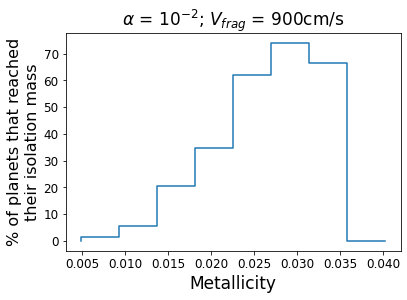 α = 10⁻²; V_frag = 900cm/s
% of planets that reached
their isolation mass
70
60
50
40
30
20
10
0
0.005 0.010 0.015 0.020 0.025 0.030 0.035 0.040
Metallicity